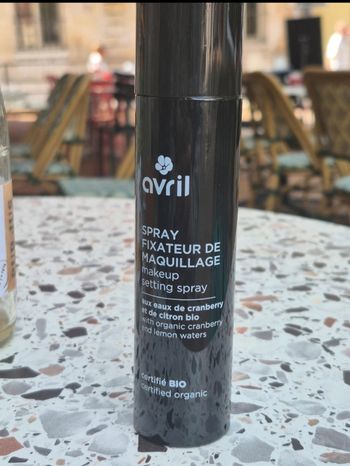 avril
SPRAY
FIXATEUR DE
MAQUILLAGE
makeup
setting spray
aux eaux de cranberry
et de citron bio
with organic cranberry
and lemon waters
certifié BIO
certified organic